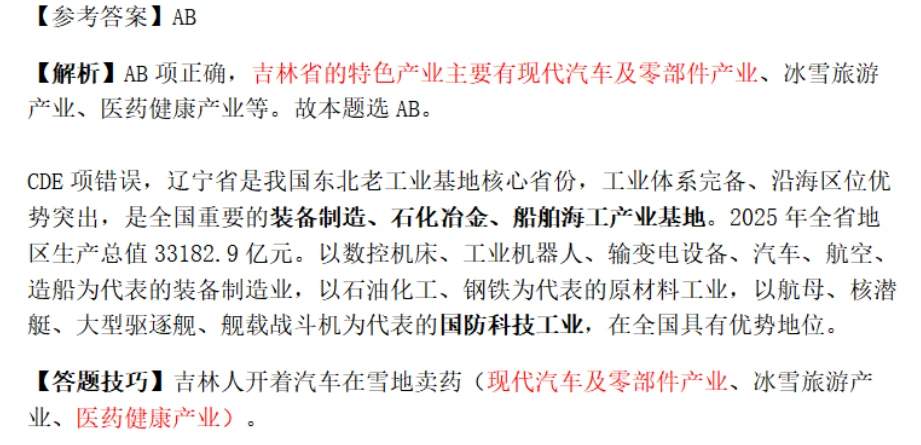 【参考答案】AB
【解析】AB 项正确，吉林省的特色产业主要有现代汽车及零部件产业、冰雪旅游
产业、医药健康产业等。故本题选 AB。
CDE 项错误，辽宁省是我国东北老工业基地核心省份，工业体系完备、沿海区位优
势突出，是全国重要的装备制造、石化冶金、船舶海工产业基地。2025 年全省地
区生产总值 33182.9 亿元。以数控机床、工业机器人、输变电设备、汽车、航空、
造船为代表的装备制造业，以石油化工、钢铁为代表的原材料工业，以航母、核潜
艇、大型驱逐舰、舰载战斗机为代表的国防科技工业，在全国具有优势地位。
【答题技巧】吉林人开着汽车在雪地卖药（现代汽车及零部件产业、冰雪旅游产
业、医药健康产业）。